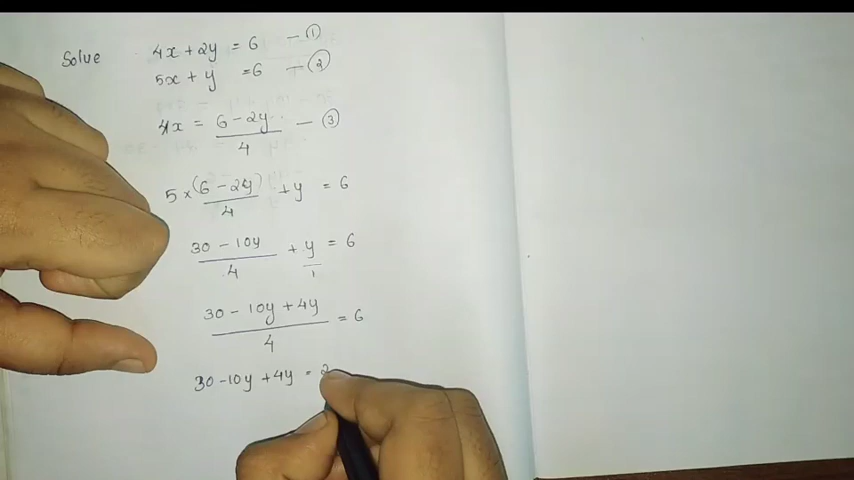 Solve 4x + 2y = 6 — ①
5x + y = 6 — ②
4x = 6 - 2y — ③
4
5 × (6 - 2y) + y = 6
4
30 - 10y + y = 6
4 1
30 - 10y + 4y = 6
4
30 - 10y + 4y = 2